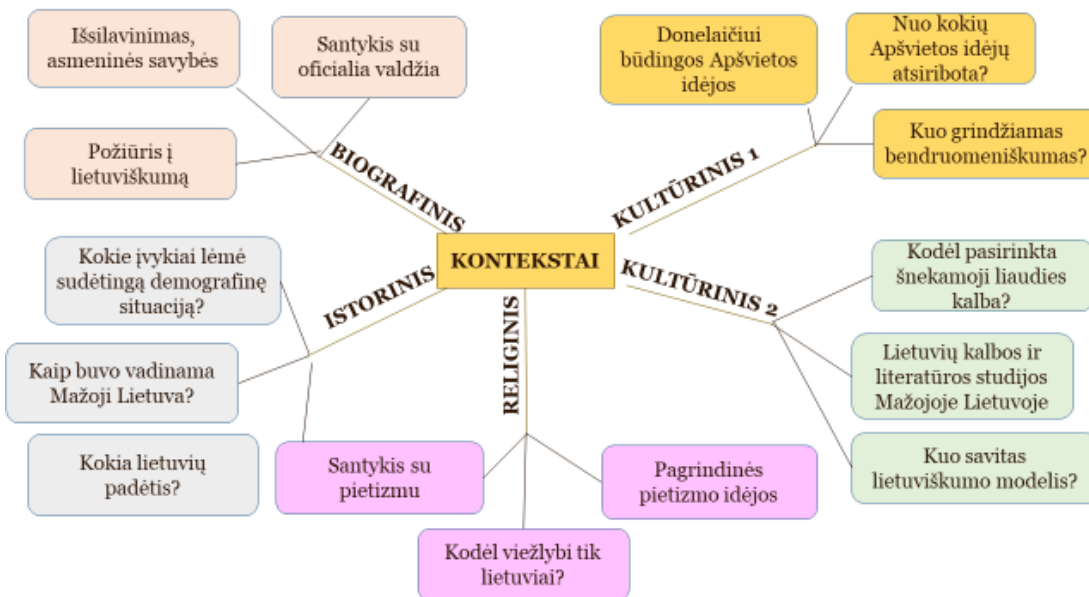 Išsilavinimas,
asmeninės savybės
Santykis su
oficialia valdžia
Požiūris į
lietuviškumą
BIOGRAFINIS
Donelaičiui
būdingos Apšvietos
idėjos
Nuo kokių
Apšvietos idėjų
atsiribota?
Kuo grindžiamas
bendruomeniškumas?
KULTŪRINIS 1
KONTEKSTAI
Kokie įvykiai lėmė
sudėtingą demografinę
situaciją?
Kaip buvo vadinama
Mažoji Lietuva?
Kokia lietuvių
padėtis?
ISTORINIS
RELIGINIS
Santykis su
pietizmu
Kodėl viežlybi tik
lietuviai?
Pagrindinės
pietizmo idėjos
KULTŪRINIS 2
Kodėl pasirinkta
šnekamoji liaudies
kalba?
Lietuvių kalbos ir
literatūros studijos
Mažojoje Lietuvoje
Kuo savitas
lietuviškumo modelis?